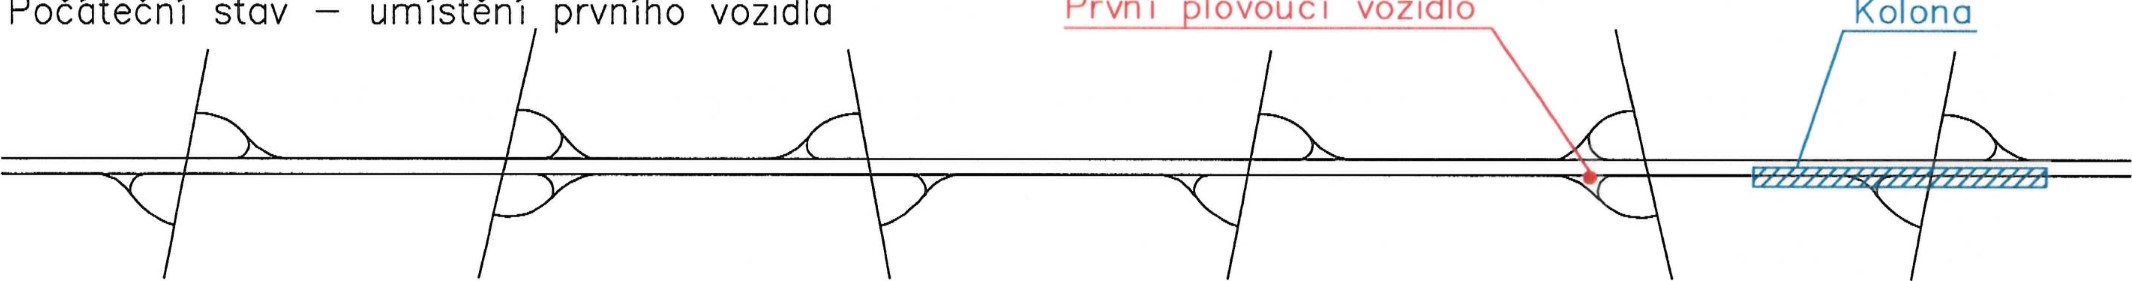 Počáteční stav – umístění prvního vozidla
První plovoucí vozidlo
Kolona